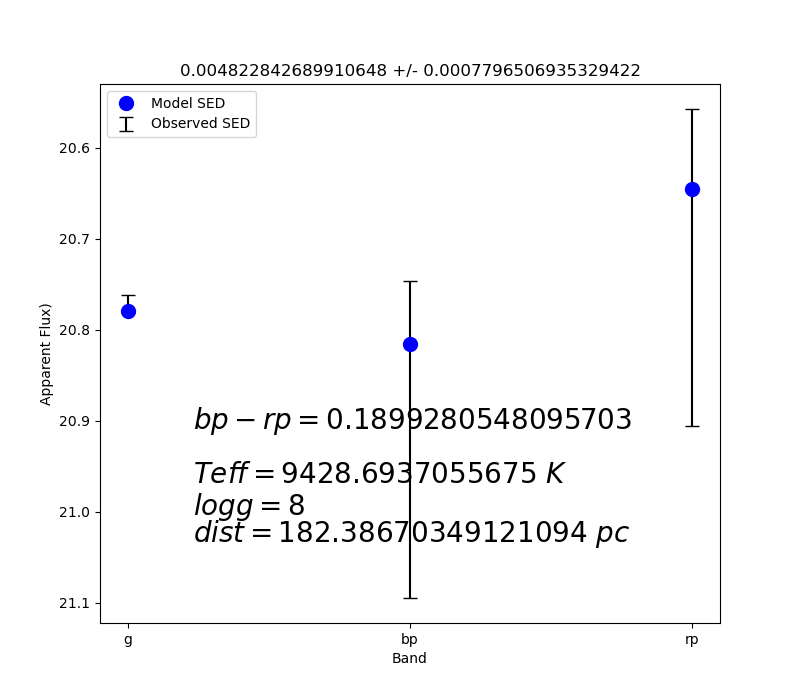 0.004822842689910648 +/- 0.0007796506935329422
Model SED
Observed SED
20.6
20.7
20.8
20.9
21.0
21.1
Apparent Flux)
bp − rp = 0.1899280548095703
Teff = 9428.6937055675 K
logg = 8
dist = 182.38670349121094 pc
g
bp
rp
Band